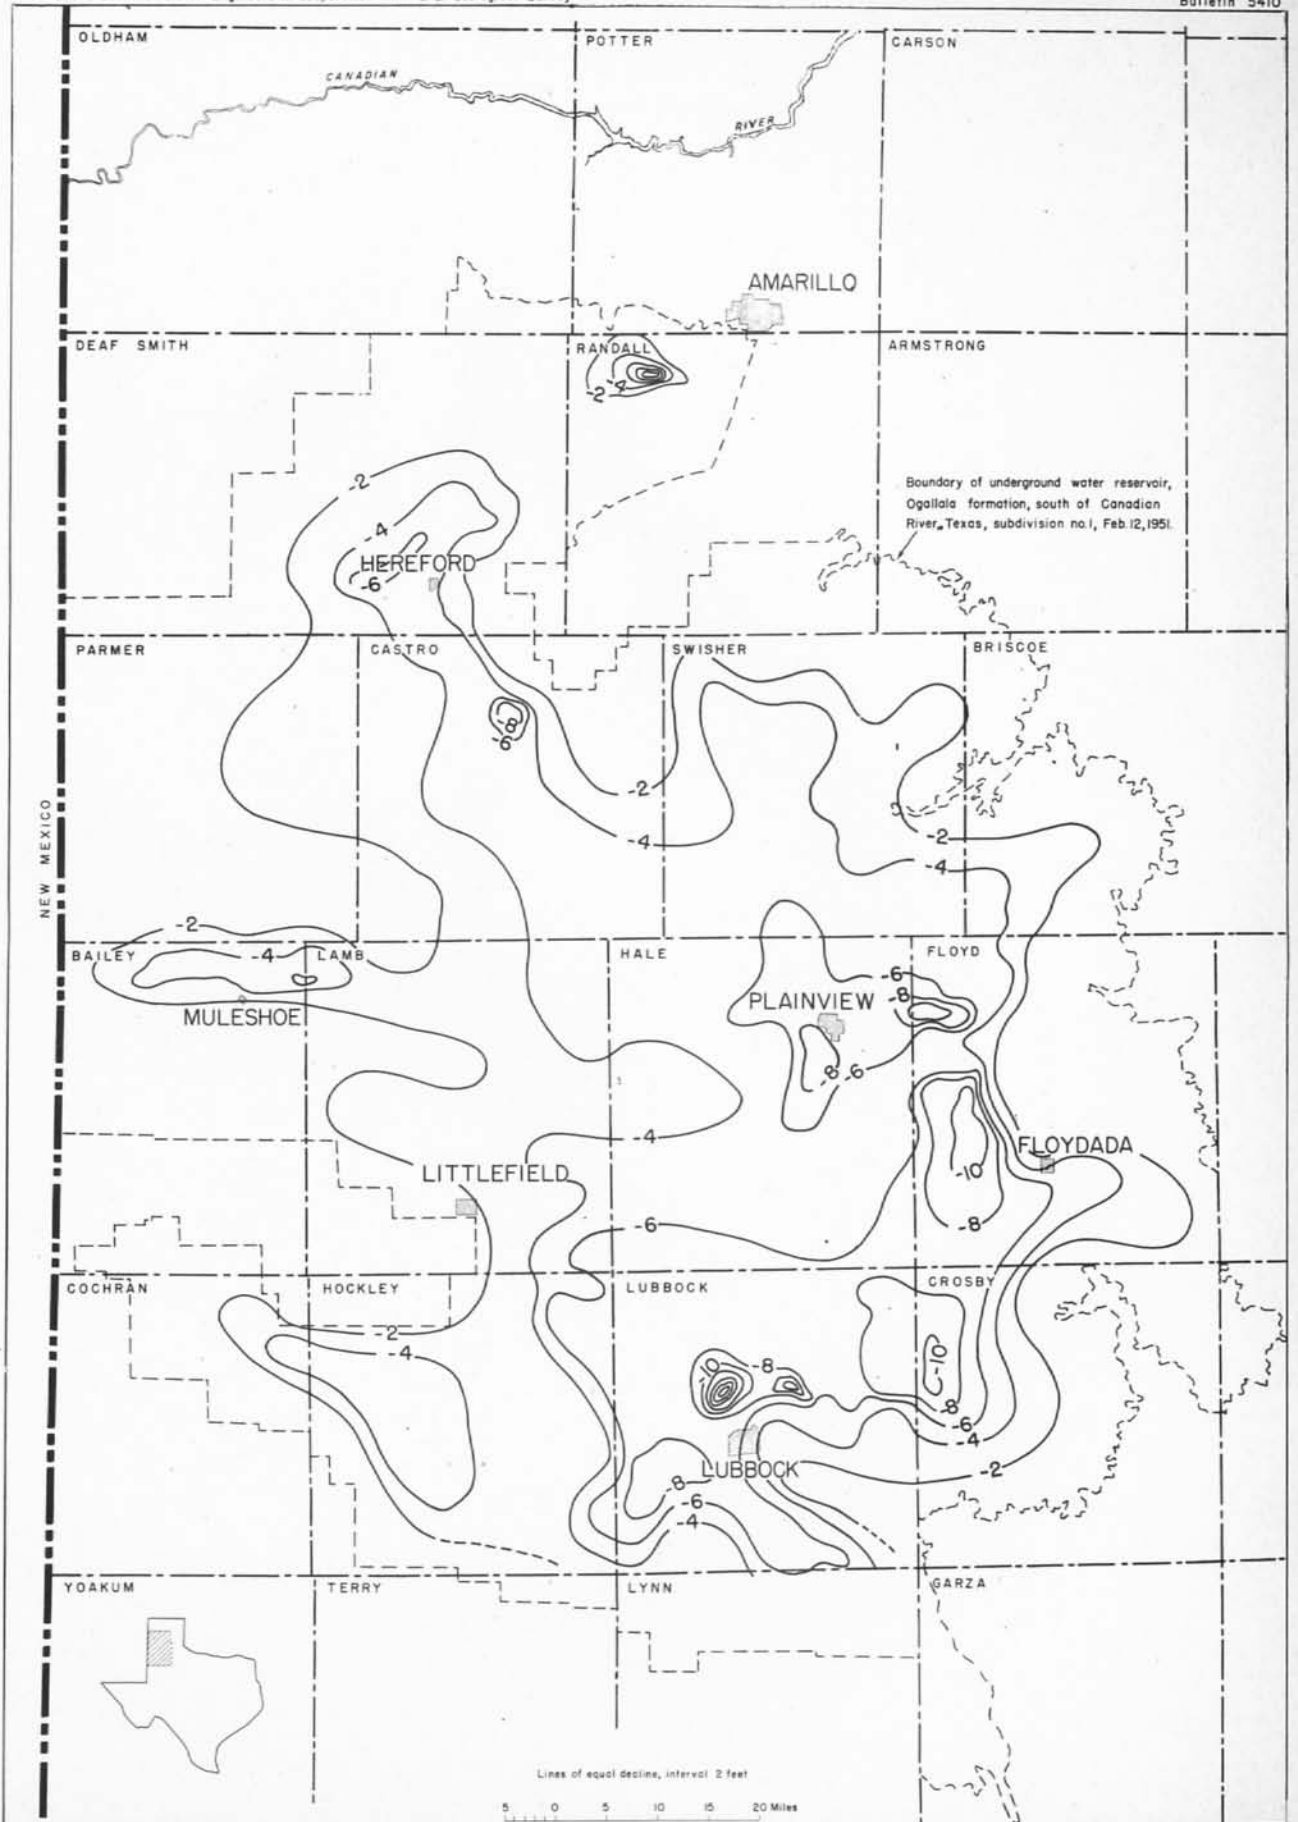 Bulletin 5410
OLDHAM
POTTER
CARSON
CANADIAN
RIVER
AMARILLO
DEAF SMITH
RANDALL
ARMSTRONG
-2
-4
-2
Boundary of underground water reservoir,
Ogallala formation, south of Canadian
River, Texas, subdivision no. 1, Feb. 12, 1951.
-4
HEREFORD
-6
PARMER
CASTRO
SWISHER
BRISCOE
-8
-6
-2
-4
-2
-4
NEW MEXICO
-2
BAILEY
-4
LAMB
HALE
FLOYD
-6
-8
PLAINVIEW
MULESHOE
-8
-6
-4
FLOYDADA
LITTLEFIELD
-10
-8
-6
COCHRAN
HOCKLEY
LUBBOCK
CROSBY
-2
-4
-8
-10
-8
-6
-4
-2
LUBBOCK
-8
-6
-4
YOAKUM
TERRY
LYNN
GARZA
Lines of equal decline, interval 2 feet
5 0 5 10 15 20 Miles